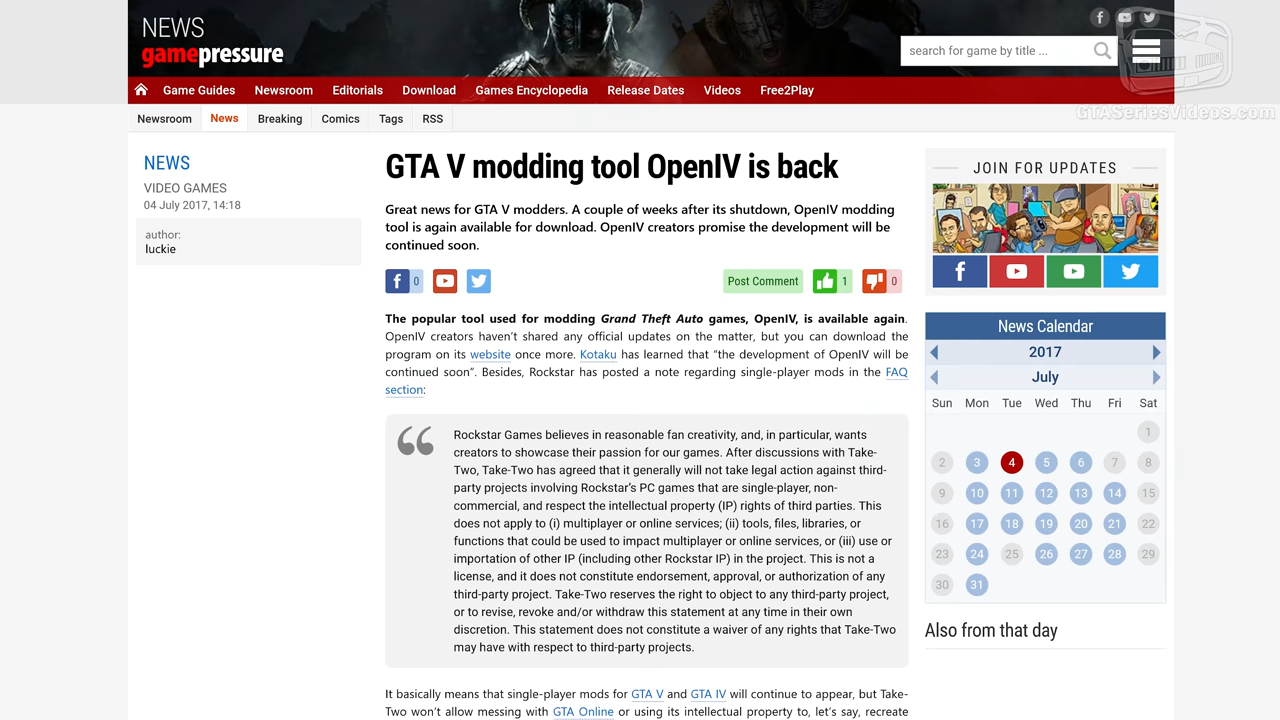 NEWS
gamepressure
search for game by title ...
GTASeriesVideos.com
Game Guides Newsroom Editorials Download Games Encyclopedia Release Dates Videos Free2Play
Newsroom News Breaking Comics Tags RSS
NEWS
VIDEO GAMES
04 July 2017, 14:18
author:
luckie
GTA V modding tool OpenIV is back
Great news for GTA V modders. A couple of weeks after its shutdown, OpenIV modding
tool is again available for download. OpenIV creators promise the development will be
continued soon.
f 0 Post Comment 1 0
The popular tool used for modding Grand Theft Auto games, OpenIV, is available again.
OpenIV creators haven't shared any official updates on the matter, but you can download the
program on its website once more. Kotaku has learned that “the development of OpenIV will be
continued soon”. Besides, Rockstar has posted a note regarding single-player mods in the FAQ
section:
Rockstar Games believes in reasonable fan creativity, and, in particular, wants
creators to showcase their passion for our games. After discussions with Take-
Two, Take-Two has agreed that it generally will not take legal action against third-
party projects involving Rockstar's PC games that are single-player, non-
commercial, and respect the intellectual property (IP) rights of third parties. This
does not apply to (i) multiplayer or online services; (ii) tools, files, libraries, or
functions that could be used to impact multiplayer or online services, or (iii) use or
importation of other IP (including other Rockstar IP) in the project. This is not a
license, and it does not constitute endorsement, approval, or authorization of any
third-party project. Take-Two reserves the right to object to any third-party project,
or to revise, revoke and/or withdraw this statement at any time in their own
discretion. This statement does not constitute a waiver of any rights that Take-Two
may have with respect to third-party projects.
It basically means that single-player mods for GTA V and GTA IV will continue to appear, but Take-
Two won't allow messing with GTA Online or using its intellectual property to, let's say, recreate
JOIN FOR UPDATES
News Calendar
2017
July
Sun Mon Tue Wed Thu Fri Sat
1
2 3 4 5 6 7 8
9 10 11 12 13 14 15
16 17 18 19 20 21 22
23 24 25 26 27 28 29
30 31
Also from that day